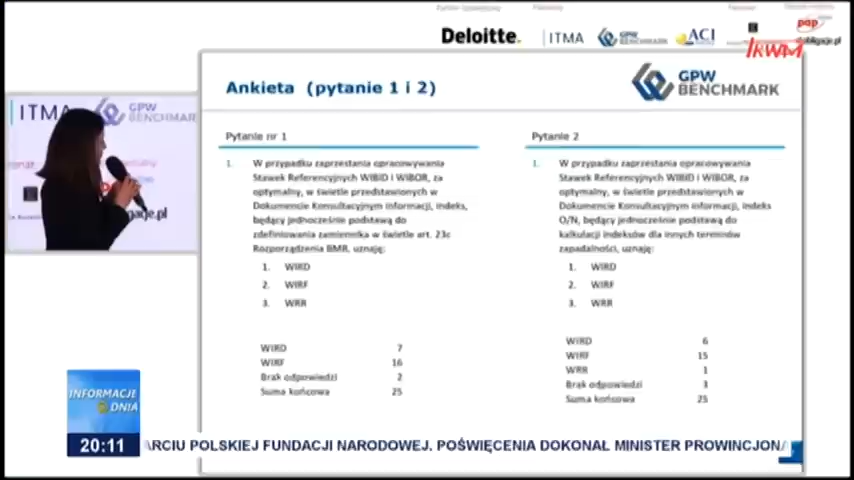 Deloitte.
ITMA
GPW BENCHMARK
ACI
pap
obligacje.pl
Ankieta (pytanie 1 i 2)
GPW
BENCHMARK
ITMA
GPW
BENCHMAR
Pytanie nr 1
1. W przypadku zaprzestania opracowywania
Stawek Referencyjnych WIBID i WIBOR, za
optymalny, w świetle przedstawionych w
Dokumencie Konsultacyjnym informacji, indeks,
będący jednocześnie podstawą do
zdefiniowania zamiennika w świetle art. 23c
Rozporządzenia BMR, uznaję:
1. WIRD
2. WIRF
3. WRR
WIRD 7
WIRF 16
Brak odpowiedzi 2
Suma końcowa 25
Pytanie 2
1. W przypadku zaprzestania opracowywania
Stawek Referencyjnych WIBID i WIBOR, za
optymalny, w świetle przedstawionych w
Dokumencie Konsultacyjnym informacji, indeks
O/N, będący jednocześnie podstawą do
kalkulacji indeksów dla innych terminów
zapadalności, uznaję:
1. WIRD
2. WIRF
3. WRR
WIRD 6
WIRF 15
WRR 1
Brak odpowiedzi 3
Suma końcowa 25
gacje.pl
INFORMACJE
DNIA
20:11
ARCIU POLSKIEJ FUNDACJI NARODOWEJ. POŚWIĘCENIA DOKONAŁ MINISTER PROWINCJONA